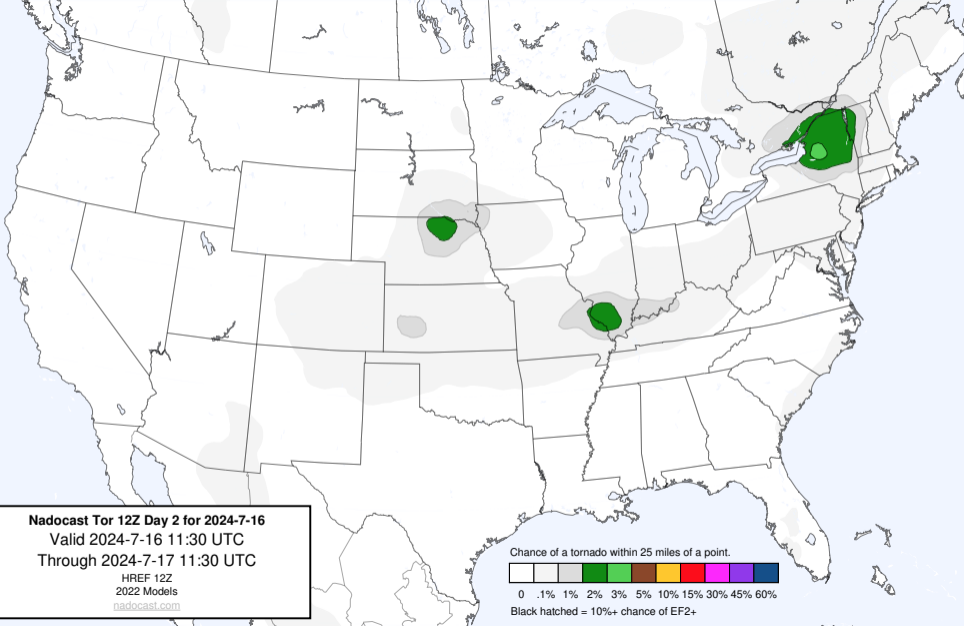 Nadocast Tor 12Z Day 2 for 2024-7-16
Valid 2024-7-16 11:30 UTC
Through 2024-7-17 11:30 UTC
HREF 12Z
2022 Models
nadocast.com
Chance of a tornado within 25 miles of a point.
0 .1% 1% 2% 3% 5% 10% 15% 30% 45% 60%
Black hatched = 10%+ chance of EF2+